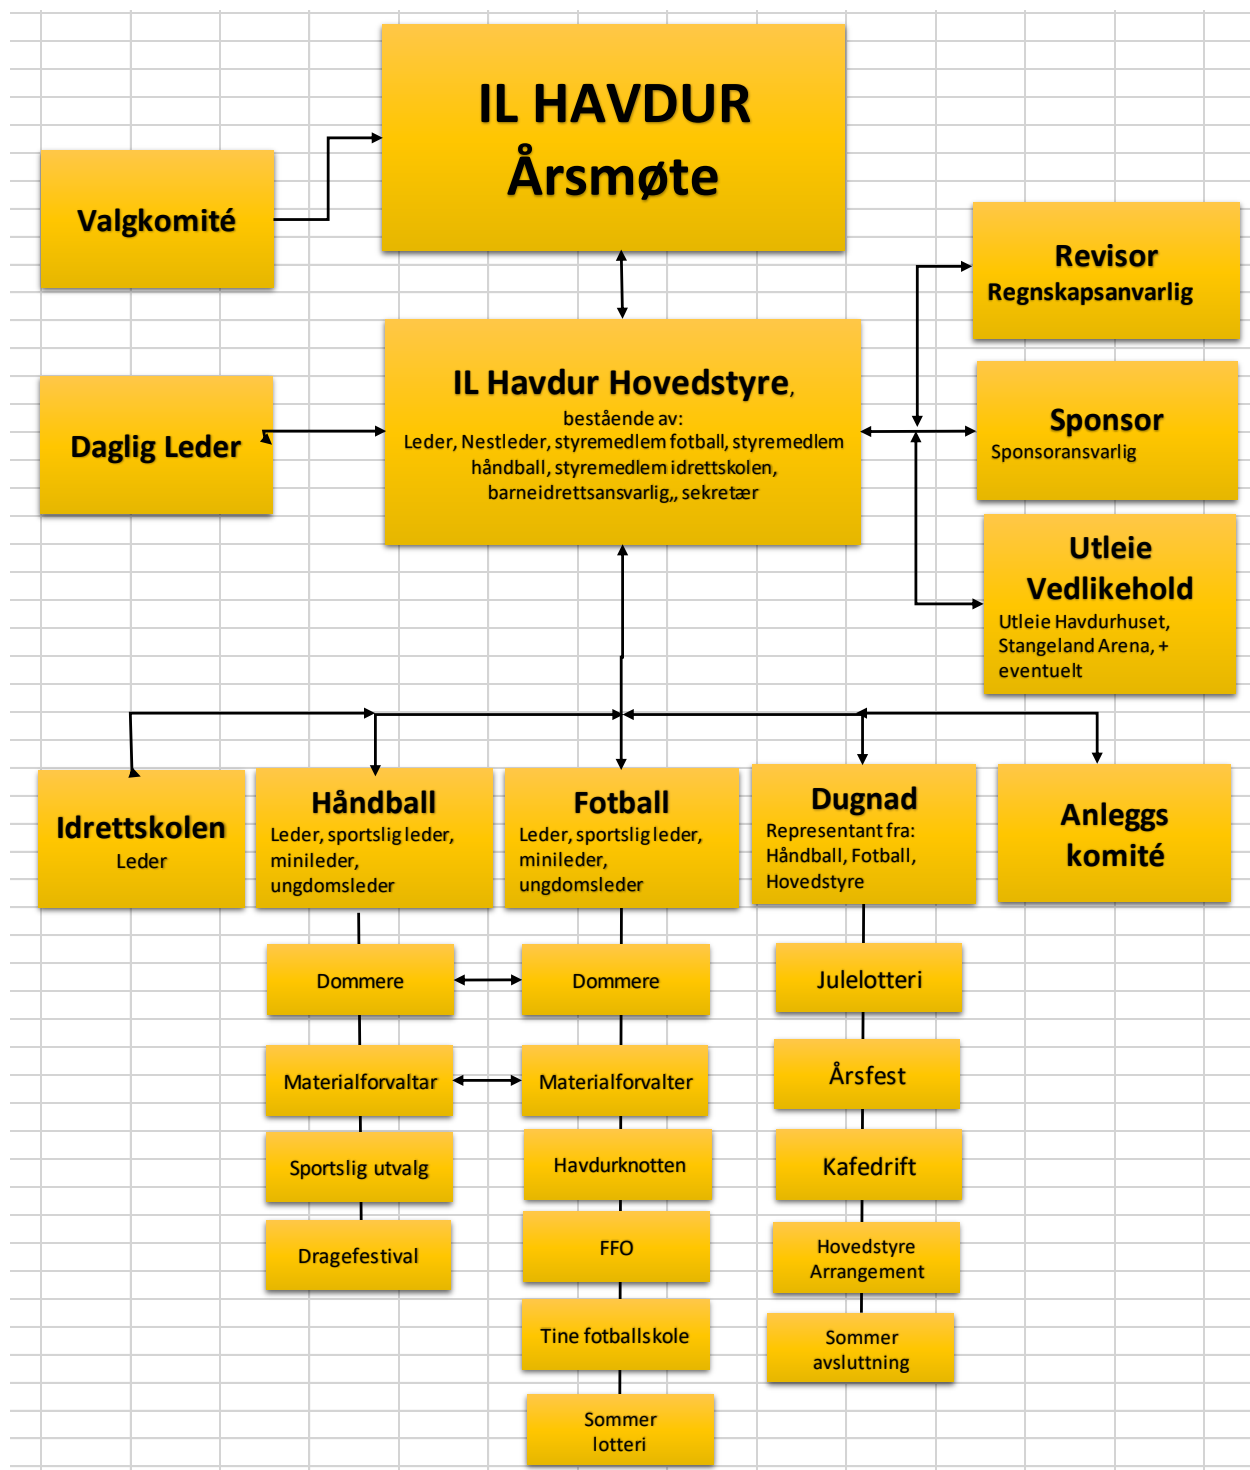 IL HAVDUR
Årsmøte
Valgkomité
Revisor
Regnskapsanvarlig
IL Havdur Hovedstyre,
bestående av:
Leder, Nestleder, styremedlem fotball, styremedlem
håndball, styremedlem idrettskolen,
barneidrettsansvarlig,, sekretær
Daglig Leder
Sponsor
Sponsoransvarlig
Utleie
Vedlikehold
Utleie Havdurhuset,
Stangeland Arena, +
eventuelt
Idrettskolen
Leder
Håndball
Leder, sportslig leder,
minileder,
ungdomsleder
Fotball
Leder, sportslig leder,
minileder,
ungdomsleder
Dugnad
Representant fra:
Håndball, Fotball,
Hovedstyre
Anleggs
komité
Dommere
Dommere
Julelotteri
Materialforvaltar
Materialforvalter
Årsfest
Sportslig utvalg
Havdurknotten
Kafedrift
Dragefestival
FFO
Hovedstyre
Arrangement
Tine fotballskole
Sommer
avsluttning
Sommer
lotteri